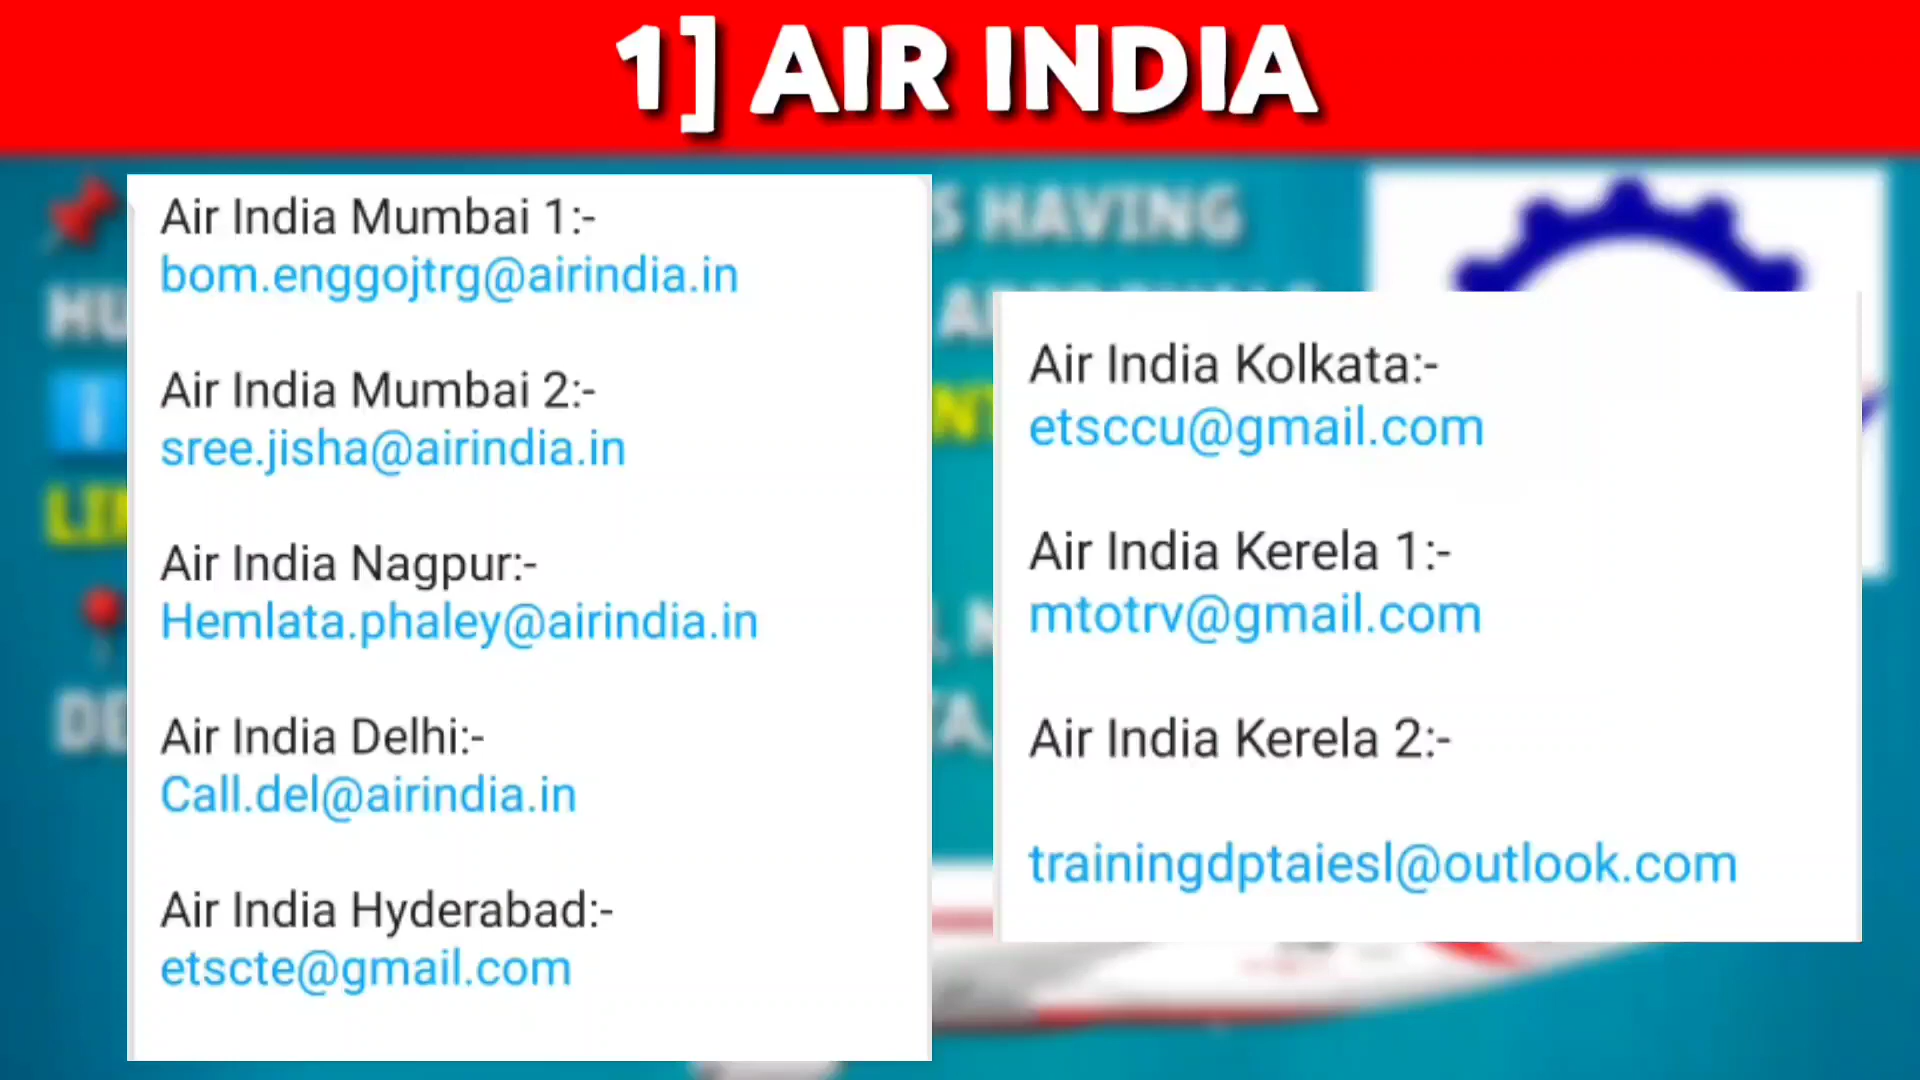 1] AIR INDIA
Air India Mumbai 1:-
bom.enggojtrg@airindia.in
Air India Mumbai 2:-
sree.jisha@airindia.in
Air India Nagpur:-
Hemlata.phaley@airindia.in
Air India Delhi:-
Call.del@airindia.in
Air India Hyderabad:-
etscte@gmail.com
S HAVING
Air India Kolkata:-
etsccu@gmail.com
Air India Kerela 1:-
mtotrv@gmail.com
Air India Kerela 2:-
trainingdptaiesl@outlook.com